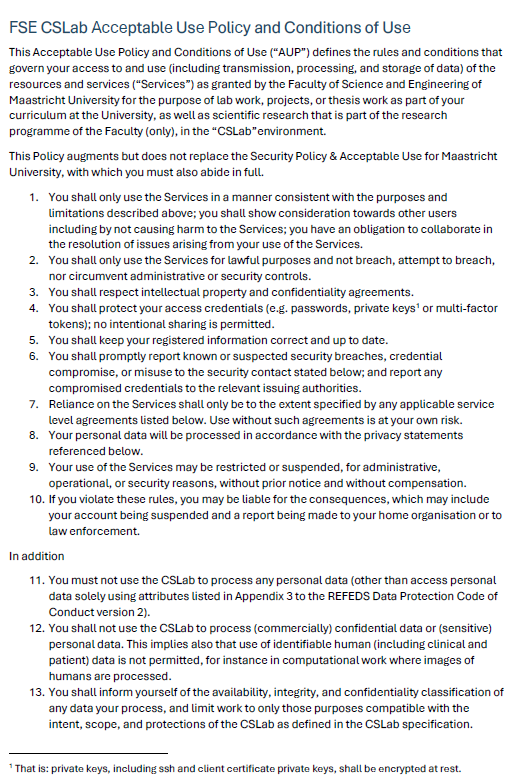 FSE CSLab Acceptable Use Policy and Conditions of Use
This Acceptable Use Policy and Conditions of Use (“AUP”) defines the rules and conditions that
govern your access to and use (including transmission, processing, and storage of data) of the
resources and services (“Services”) as granted by the Faculty of Science and Engineering of
Maastricht University for the purpose of lab work, projects, or thesis work as part of your
curriculum at the University, as well as scientific research that is part of the research
programme of the Faculty (only), in the “CSLab”environment.
This Policy augments but does not replace the Security Policy & Acceptable Use for Maastricht
University, with which you must also abide in full.
1. You shall only use the Services in a manner consistent with the purposes and
limitations described above; you shall show consideration towards other users
including by not causing harm to the Services; you have an obligation to collaborate in
the resolution of issues arising from your use of the Services.
2. You shall only use the Services for lawful purposes and not breach, attempt to breach,
nor circumvent administrative or security controls.
3. You shall respect intellectual property and confidentiality agreements.
4. You shall protect your access credentials (e.g. passwords, private keys¹ or multi-factor
tokens); no intentional sharing is permitted.
5. You shall keep your registered information correct and up to date.
6. You shall promptly report known or suspected security breaches, credential
compromise, or misuse to the security contact stated below; and report any
compromised credentials to the relevant issuing authorities.
7. Reliance on the Services shall only be to the extent specified by any applicable service
level agreements listed below. Use without such agreements is at your own risk.
8. Your personal data will be processed in accordance with the privacy statements
referenced below.
9. Your use of the Services may be restricted or suspended, for administrative,
operational, or security reasons, without prior notice and without compensation.
10. If you violate these rules, you may be liable for the consequences, which may include
your account being suspended and a report being made to your home organisation or to
law enforcement.
In addition
11. You must not use the CSLab to process any personal data (other than access personal
data solely using attributes listed in Appendix 3 to the REFEDS Data Protection Code of
Conduct version 2).
12. You shall not use the CSLab to process (commercially) confidential data or (sensitive)
personal data. This implies also that use of identifiable human (including clinical and
patient) data is not permitted, for instance in computational work where images of
humans are processed.
13. You shall inform yourself of the availability, integrity, and confidentiality classification of
any data your process, and limit work to only those purposes compatible with the
intent, scope, and protections of the CSLab as defined in the CSLab specification.
¹ That is: private keys, including ssh and client certificate private keys, shall be encrypted at rest.